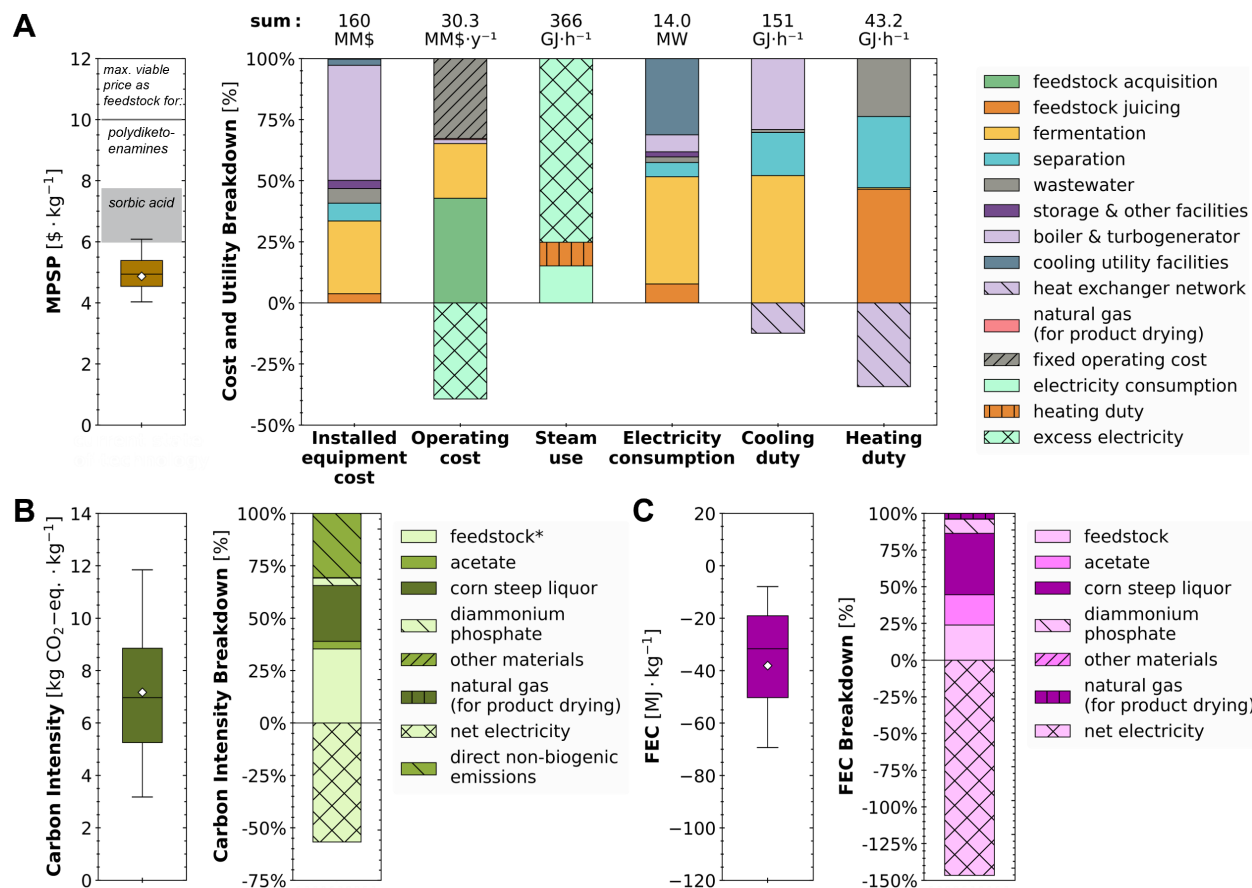 A
sum :
160
MM$
30.3
MM$·y⁻¹
366
GJ·h⁻¹
14.0
MW
151
GJ·h⁻¹
43.2
GJ·h⁻¹
MPSP [$ · kg⁻¹]
12
10
8
6
4
2
0
max. viable
price as
feedstock for:
polydiketo-
enamines
sorbic acid
Cost and Utility Breakdown [%]
100%
75%
50%
25%
0%
-25%
-50%
Installed
equipment
cost
Operating
cost
Steam
use
Electricity
consumption
Cooling
duty
Heating
duty
feedstock acquisition
feedstock juicing
fermentation
separation
wastewater
storage & other facilities
boiler & turbogenerator
cooling utility facilities
heat exchanger network
natural gas
(for product drying)
fixed operating cost
electricity consumption
heating duty
excess electricity
B
Carbon Intensity [kg CO₂−eq. · kg⁻¹]
14
12
10
8
6
4
2
0
Carbon Intensity Breakdown [%]
100%
75%
50%
25%
0%
-25%
-50%
-75%
feedstock*
acetate
corn steep liquor
diammonium
phosphate
other materials
natural gas
(for product drying)
net electricity
direct non-biogenic
emissions
C
FEC [MJ · kg⁻¹]
20
0
−20
−40
−60
−80
−100
−120
FEC Breakdown [%]
100%
75%
50%
25%
0%
-25%
-50%
-75%
-100%
-125%
-150%
feedstock
acetate
corn steep liquor
diammonium
phosphate
other materials
natural gas
(for product drying)
net electricity